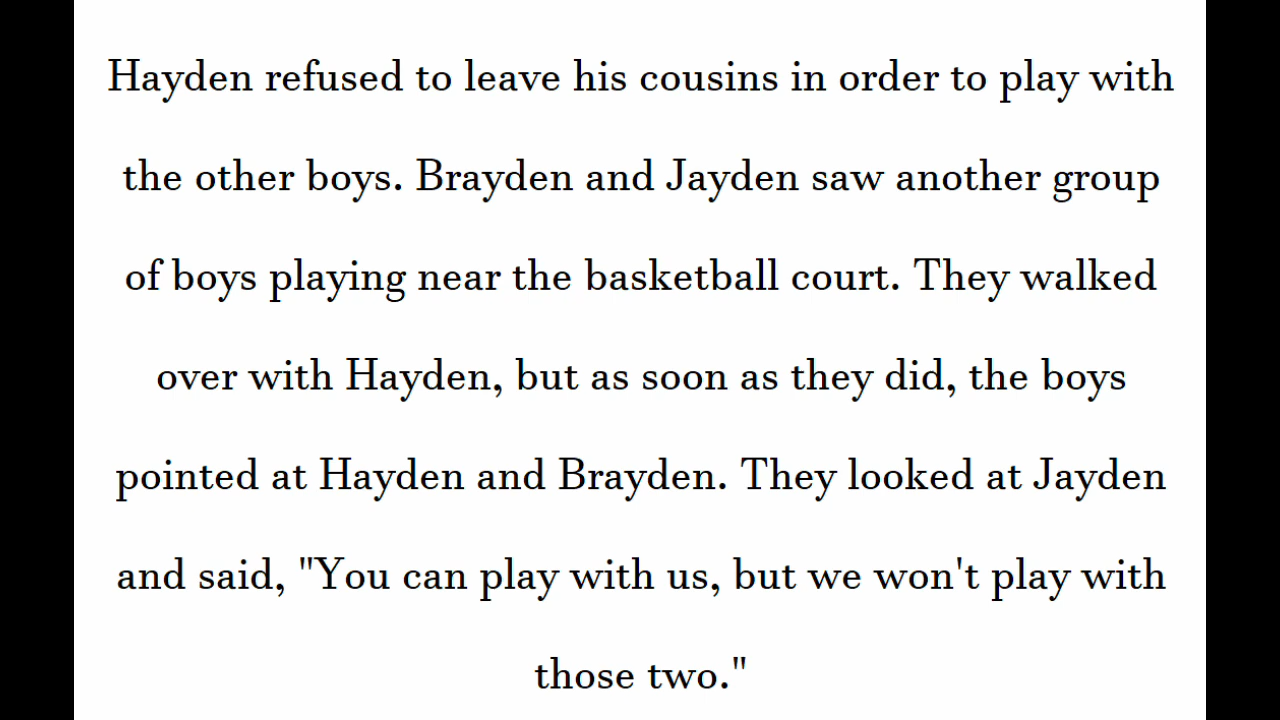 Hayden refused to leave his cousins in order to play with
the other boys. Brayden and Jayden saw another group
of boys playing near the basketball court. They walked
over with Hayden, but as soon as they did, the boys
pointed at Hayden and Brayden. They looked at Jayden
and said, "You can play with us, but we won't play with
those two."